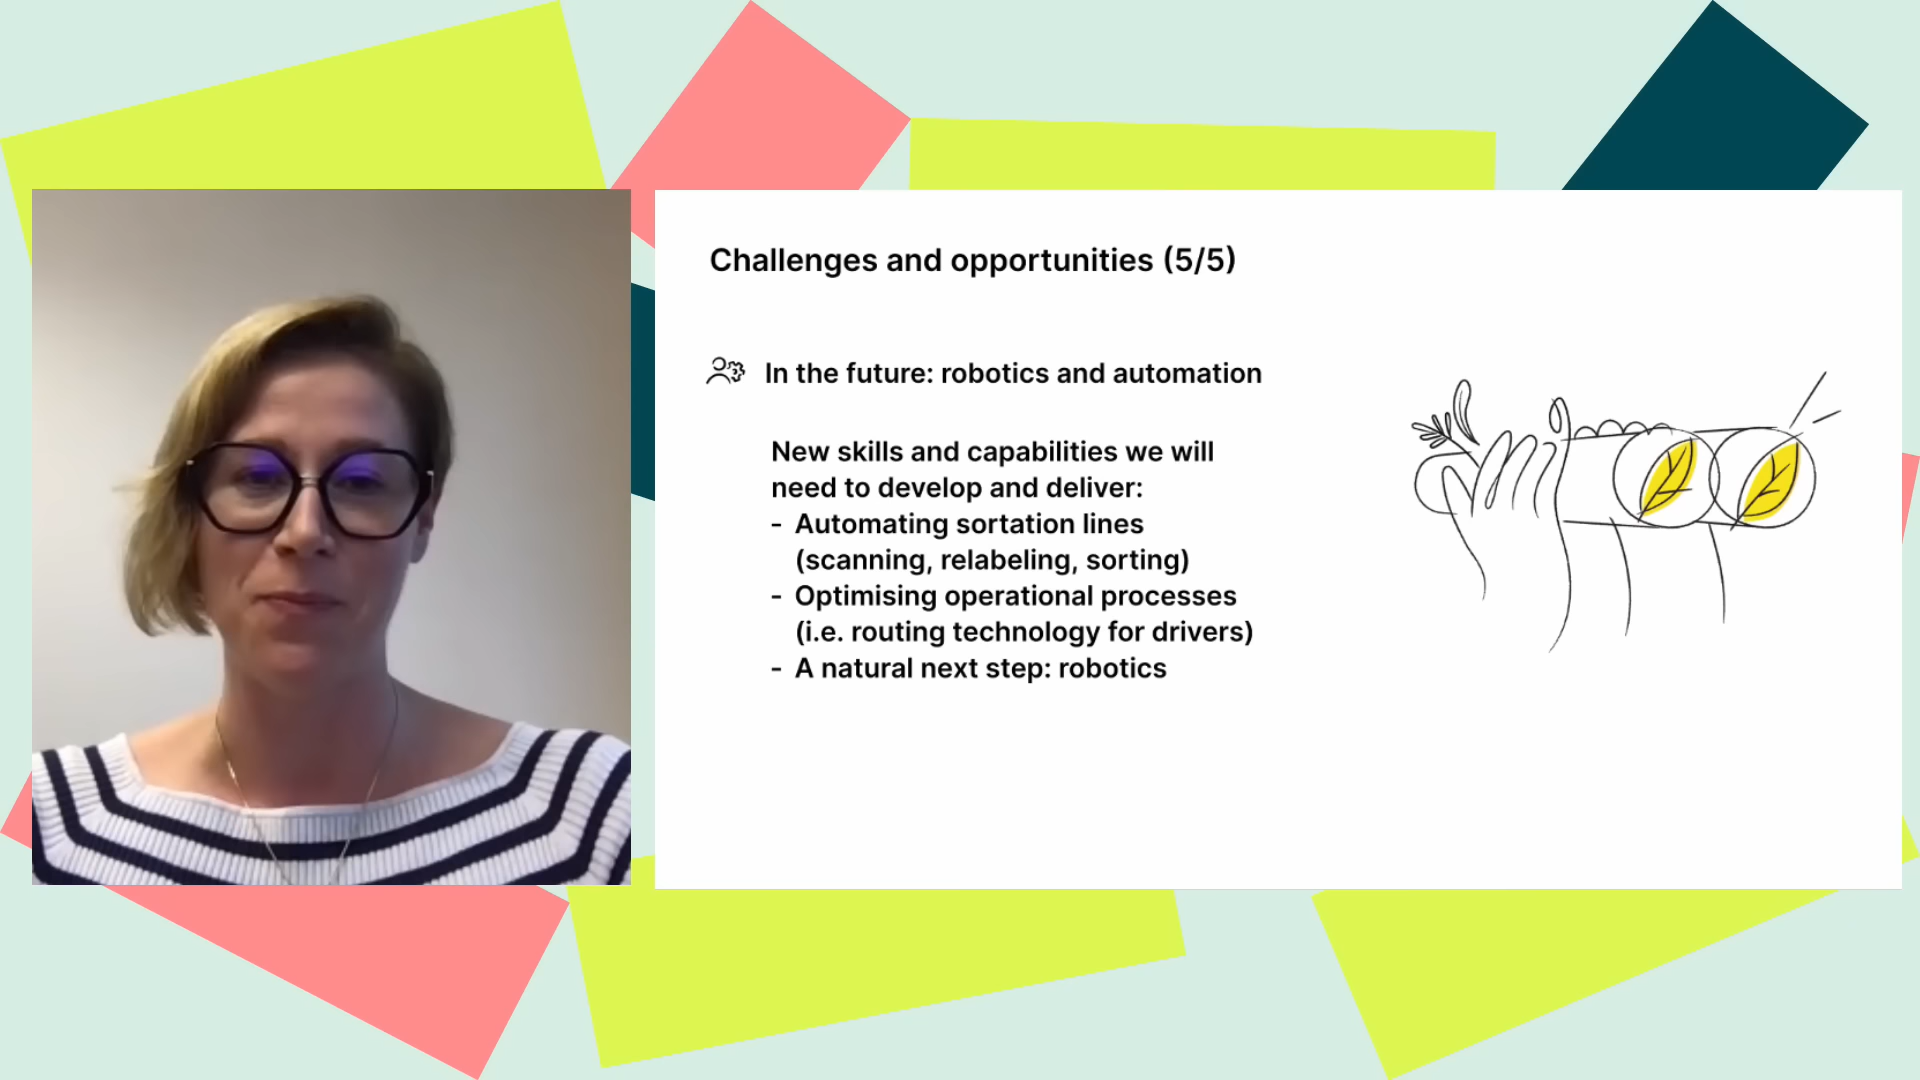 Challenges and opportunities (5/5)
In the future: robotics and automation
New skills and capabilities we will
need to develop and deliver:
- Automating sortation lines
(scanning, relabeling, sorting)
- Optimising operational processes
(i.e. routing technology for drivers)
- A natural next step: robotics